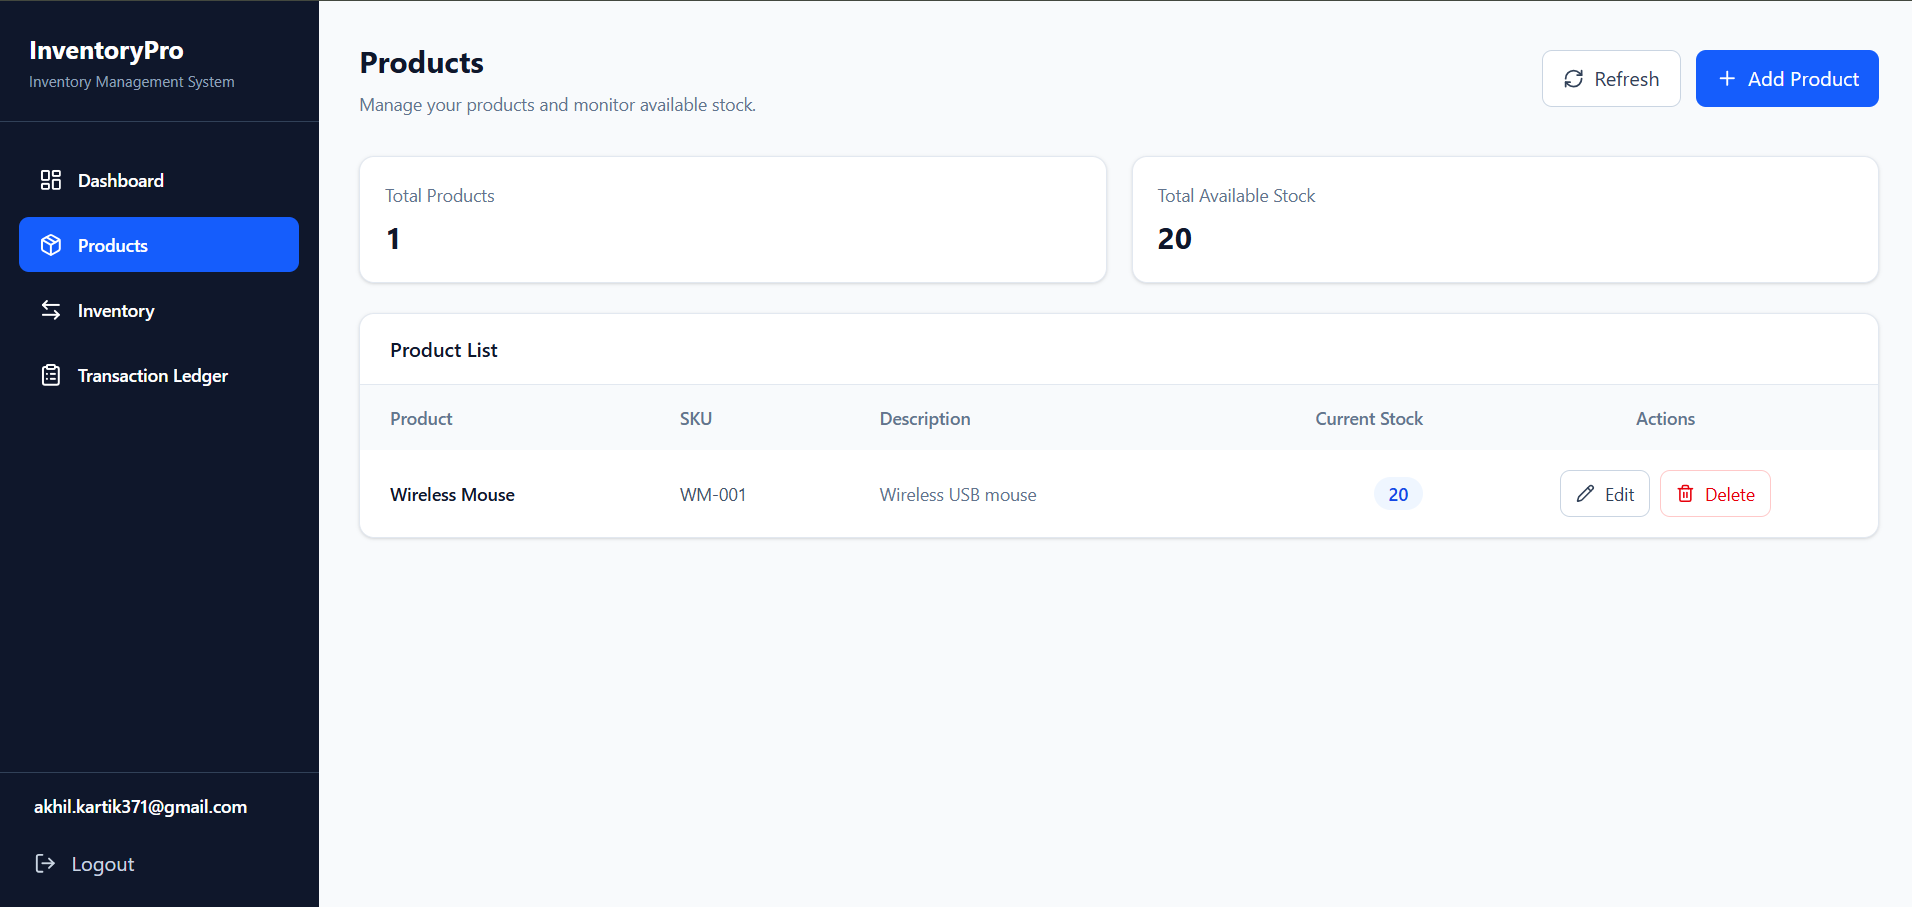 InventoryPro
Inventory Management System
Dashboard
Products
Inventory
Transaction Ledger
akhil.kartik371@gmail.com
Logout
Products
Manage your products and monitor available stock.
Refresh
Add Product
Total Products
1
Total Available Stock
20
Product List
Product SKU Description Current Stock Actions
Wireless Mouse WM-001 Wireless USB mouse 20 Edit Delete